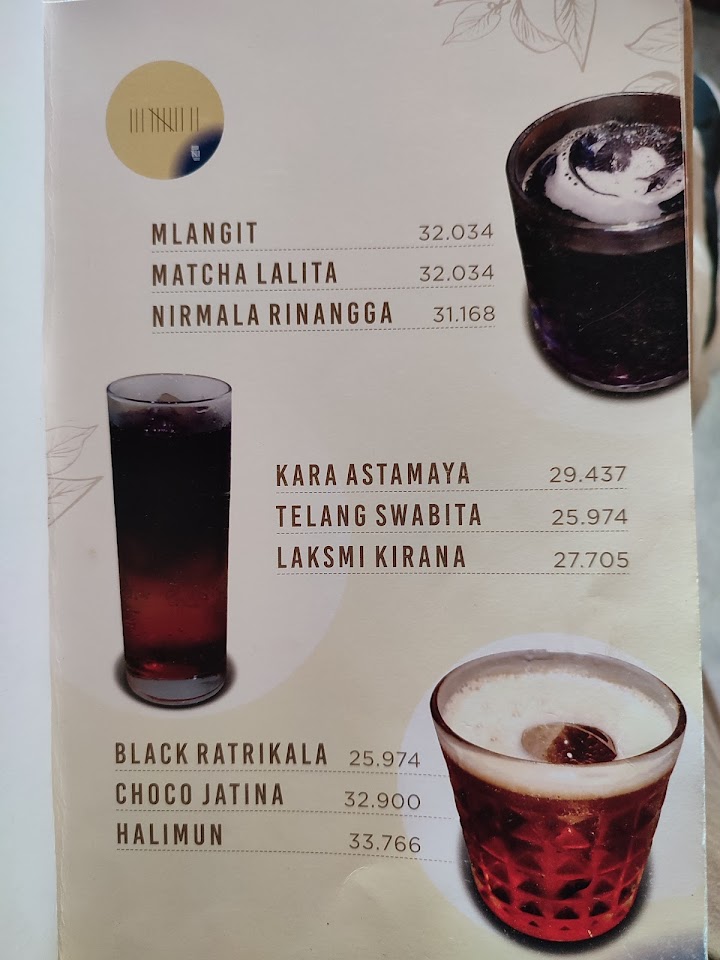 MLANGIT 32.034
MATCHA LALITA 32.034
NIRMALA RINANGGA 31.168
KARA ASTAMAYA 29.437
TELANG SWABITA 25.974
LAKSMI KIRANA 27.705
BLACK RATRIKALA 25.974
CHOCO JATINA 32.900
HALIMUN 33.766